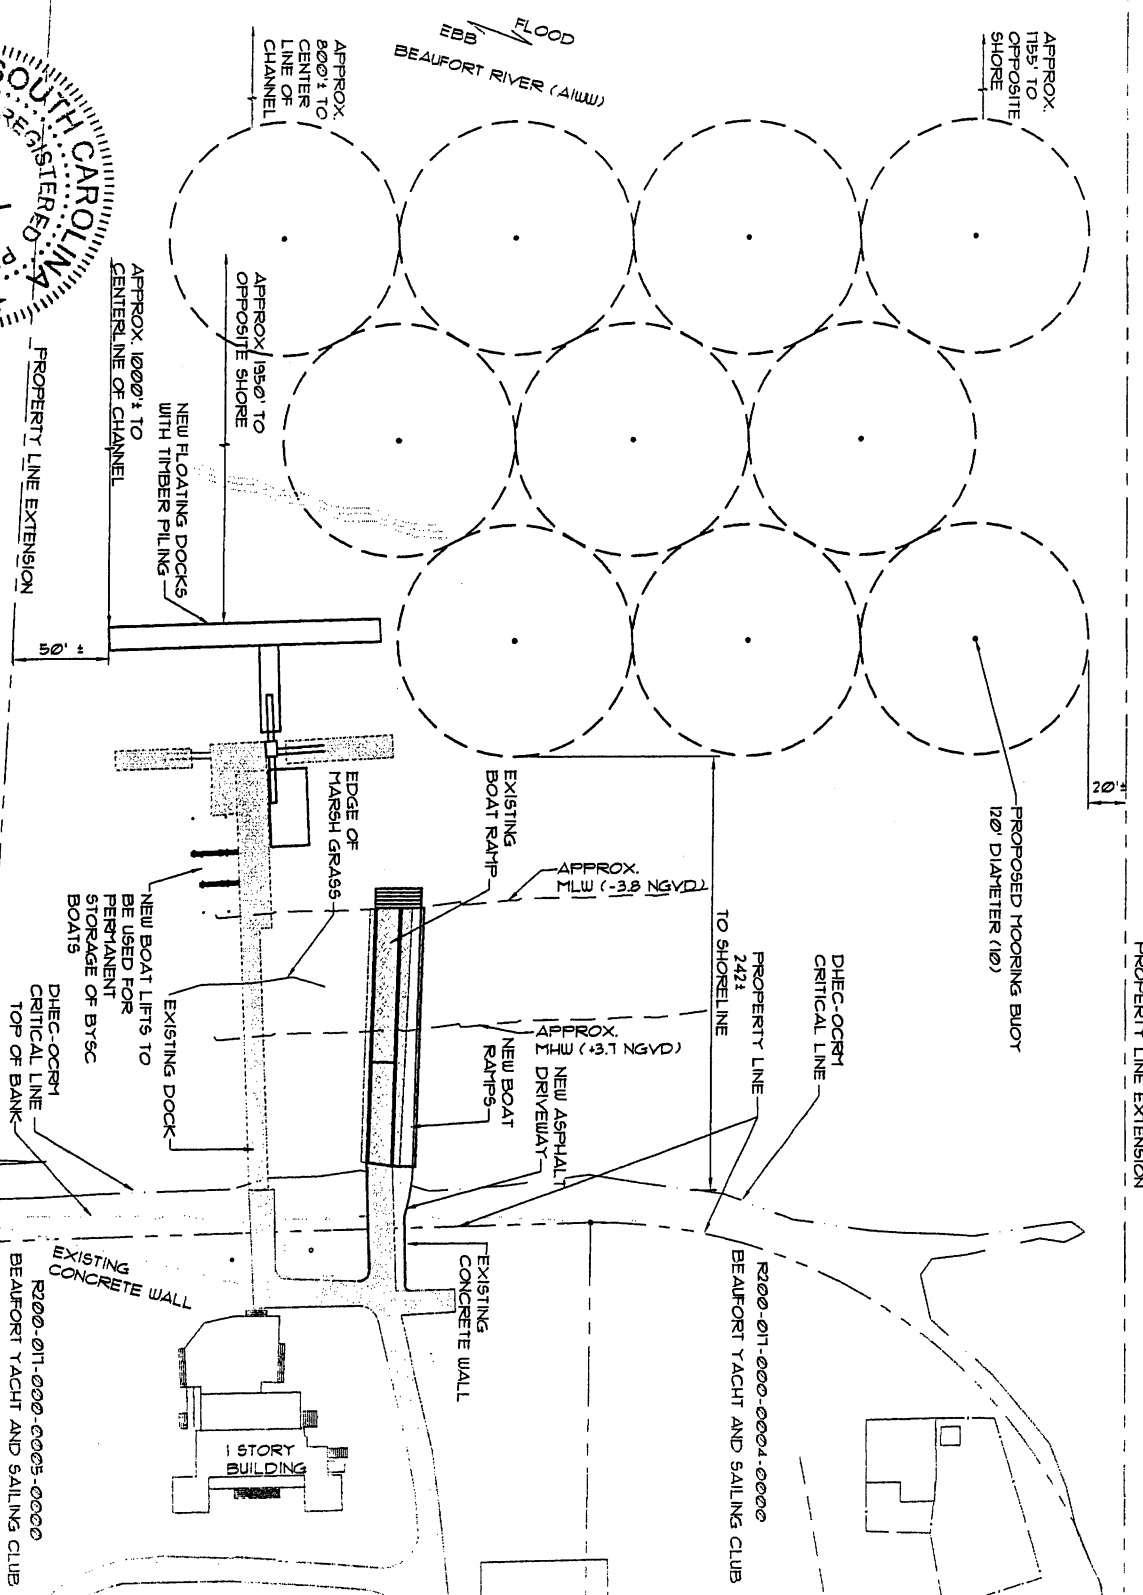 EBB
FLOOD
BEAUFORT RIVER (AIWW)
APPROX.
1155' TO
OPPOSITE
SHORE
APPROX.
800'± TO
CENTER
LINE OF
CHANNEL
SOUTH CAROLINA
REGISTERED
APPROX. 1950' TO
OPPOSITE SHORE
APPROX. 1000'± TO
CENTERLINE OF CHANNEL
PROPERTY LINE EXTENSION
NEW FLOATING DOCKS
WITH TIMBER PILING
50' ±
20'±
PROPOSED MOORING BUOY
120' DIAMETER (10)
PROPERTY LINE EXTENSION
EXISTING
BOAT RAMP
EDGE OF
MARSH GRASS
APPROX.
MLW (-3.8 NGVD)
242±
TO SHORELINE
PROPERTY LINE
DHEC-OCRM
CRITICAL LINE
NEW BOAT LIFTS TO
BE USED FOR
PERMANENT
STORAGE OF BYSC
BOATS
EXISTING DOCK
APPROX.
MHW (+3.7 NGVD)
NEW BOAT
RAMPS
NEW ASPHALT
DRIVEWAY
DHEC-OCRM
CRITICAL LINE
TOP OF BANK
EXISTING
CONCRETE WALL
EXISTING
CONCRETE WALL
R200-017-000-0004-0000
BEAUFORT YACHT AND SAILING CLUB
R200-017-000-0005-0000
BEAUFORT YACHT AND SAILING CLUB
1 STORY
BUILDING